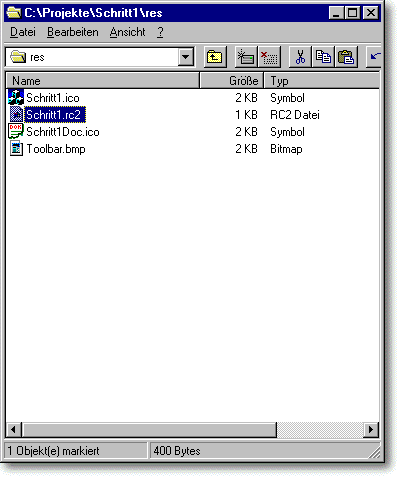 C:\Projekte\Schritt1\res
Datei Bearbeiten Ansicht ?
res
Name Größe Typ
Schritt1.ico 2 KB Symbol
Schritt1.rc2 1 KB RC2 Datei
Schritt1Doc.ico 2 KB Symbol
Toolbar.bmp 2 KB Bitmap
1 Objekt(e) markiert 400 Bytes